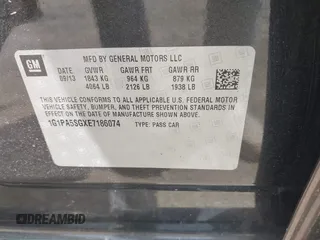 GM
MFD BY GENERAL MOTORS LLC
DATE GVWR GAWR FRT GAWR RR
09/13 1843 KG 964 KG 879 KG
4064 LB 2126 LB 1938 LB
THIS VEHICLE CONFORMS TO ALL APPLICABLE U.S.
FEDERAL MOTOR VEHICLE SAFETY, BUMPER, AND
THEFT PREVENTION STANDARDS IN EFFECT ON THE
DATE OF MANUFACTURE SHOWN ABOVE.
1G1PA5SGXE7186074 TYPE: PASS CAR
DREAMBID